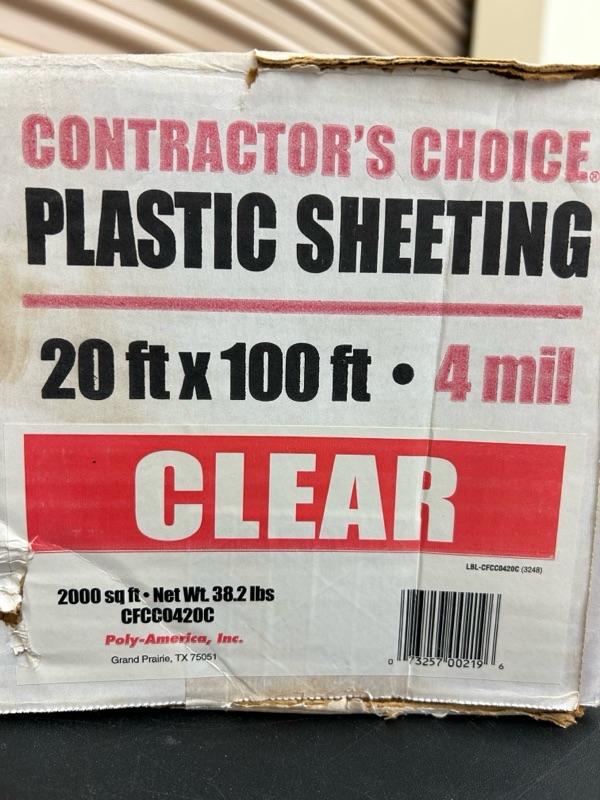 CONTRACTOR'S CHOICE®
PLASTIC SHEETING
20 ft x 100 ft • 4 mil
CLEAR
LBL-CFCC0420C (3248)
2000 sq ft • Net Wt. 38.2 lbs
CFCC0420C
Poly-America, Inc.
Grand Prairie, TX 75051
0 73257 00219 6